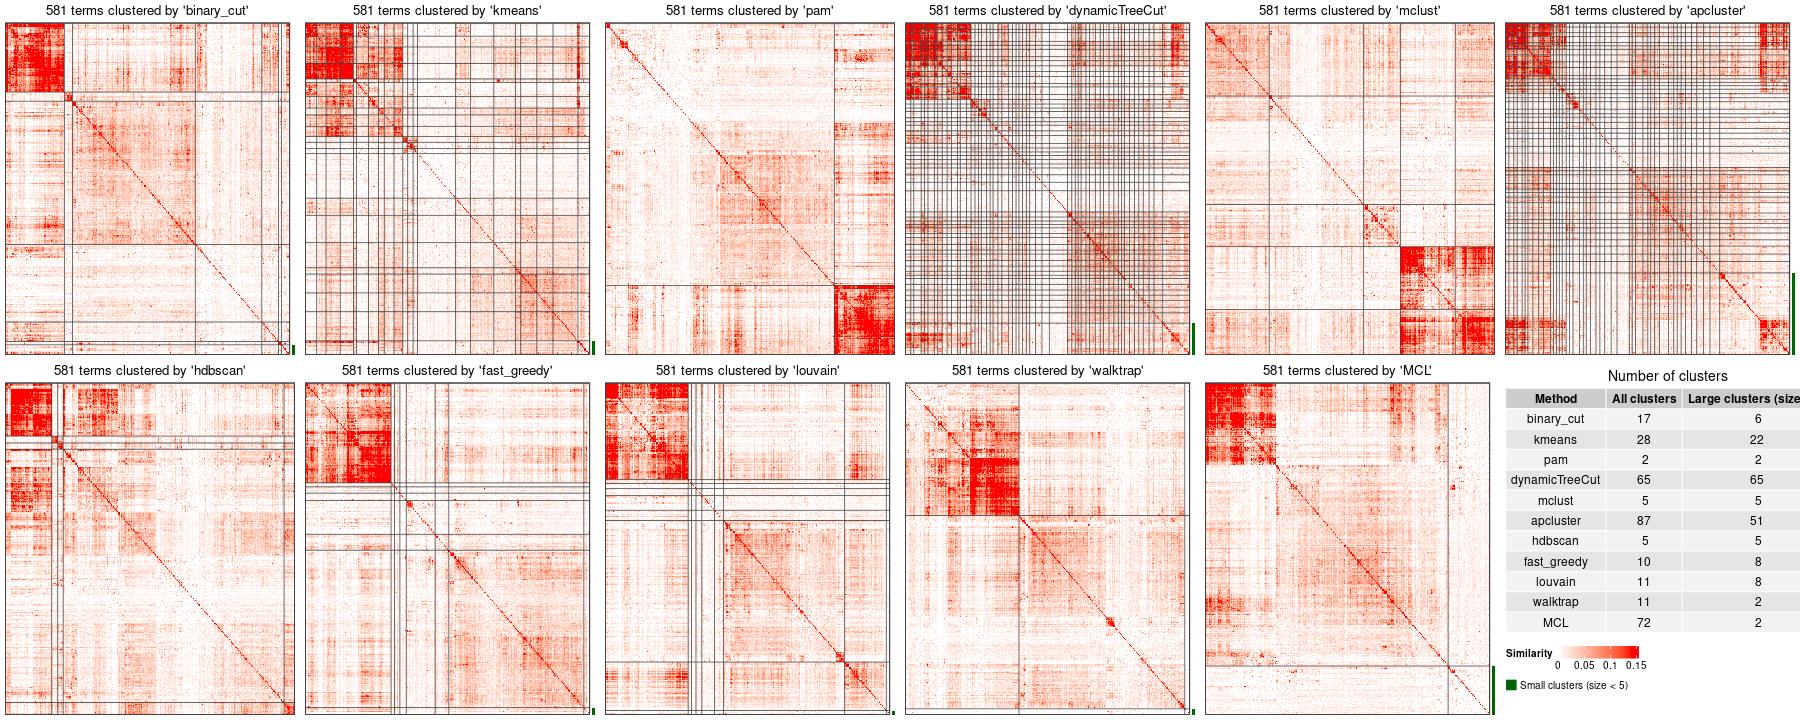 581 terms clustered by 'binary_cut'
581 terms clustered by 'kmeans'
581 terms clustered by 'pam'
581 terms clustered by 'dynamicTreeCut'
581 terms clustered by 'mclust'
581 terms clustered by 'apcluster'
581 terms clustered by 'hdbscan'
581 terms clustered by 'fast_greedy'
581 terms clustered by 'louvain'
581 terms clustered by 'walktrap'
581 terms clustered by 'MCL'
Number of clusters
Method All clusters Large clusters (size
binary_cut 17 6
kmeans 28 22
pam 2 2
dynamicTreeCut 65 65
mclust 5 5
apcluster 87 51
hdbscan 5 5
fast_greedy 10 8
louvain 11 8
walktrap 11 2
MCL 72 2
Similarity
0 0.05 0.1 0.15
Small clusters (size < 5)